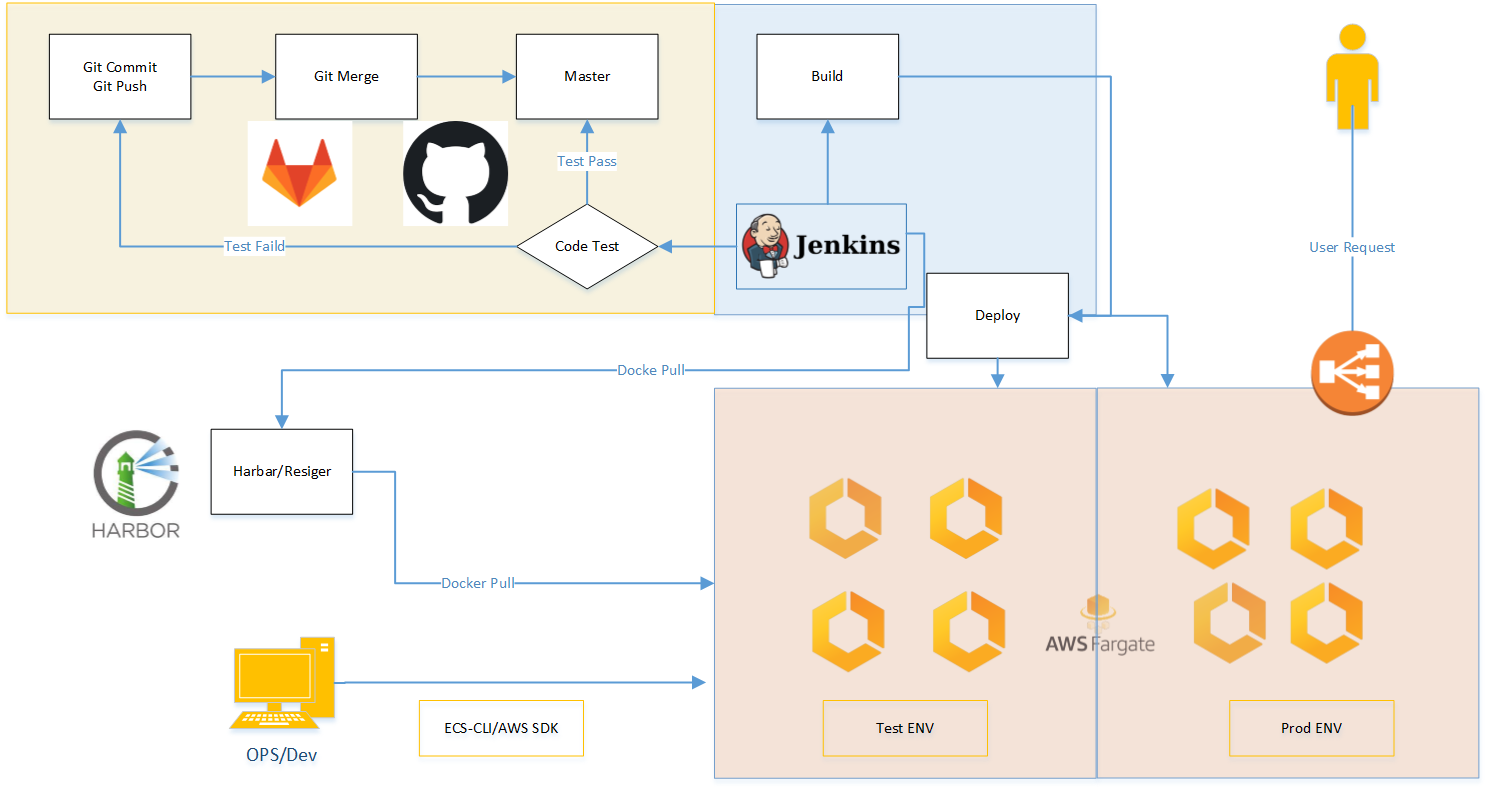 Git Commit
Git Push
Git Merge
Master
Build
Test Pass
Test Faild
Code Test
Jenkins
User Request
Deploy
Docke Pull
Harbar/Resiger
HARBOR
Docker Pull
AWS Fargate
ECS-CLI/AWS SDK
Test ENV
Prod ENV
OPS/Dev